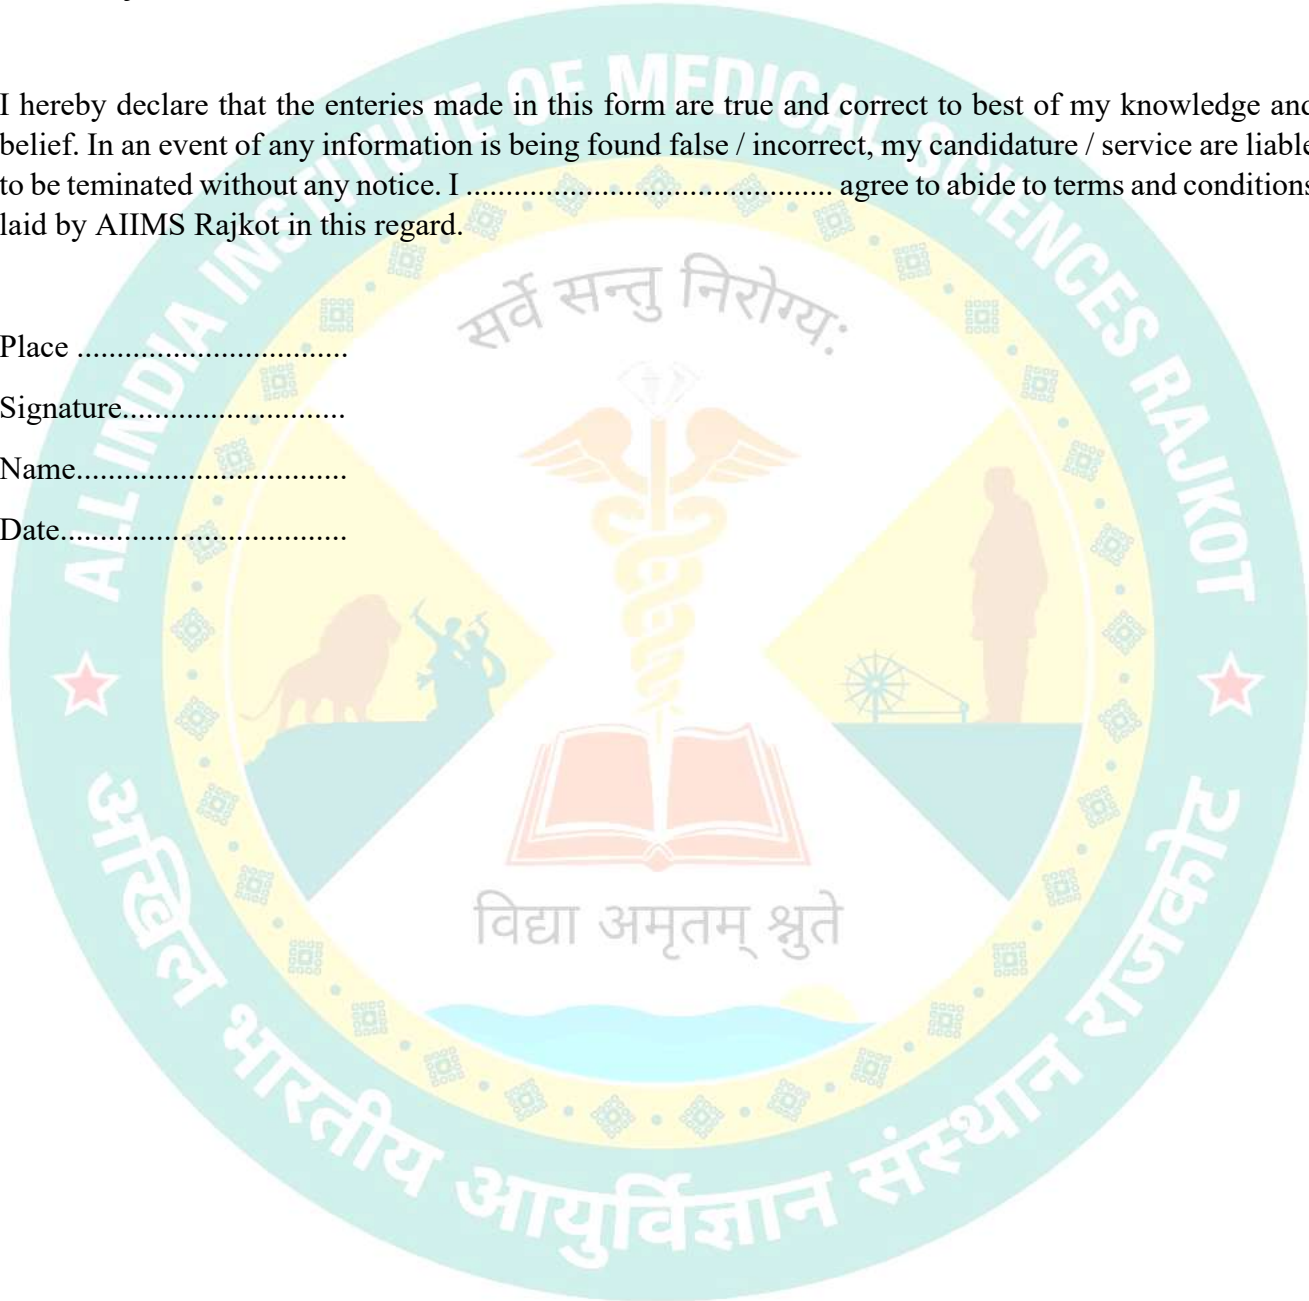 I hereby declare that the enteries made in this form are true and correct to best of my knowledge and
belief. In an event of any information is being found false / incorrect, my candidature / service are liable
to be teminated without any notice. I .............................................. agree to abide to terms and conditions
laid by AIIMS Rajkot in this regard.
Place ..................................
Signature............................
Name..................................
Date....................................
ALL INDIA INSTITUTE OF MEDICAL SCIENCES RAJKOT
सर्वे सन्तु निरोग्य:
विद्या अमृतम् श्नुते
अखिल भारतीय आयुर्विज्ञान संस्थान राजकोट